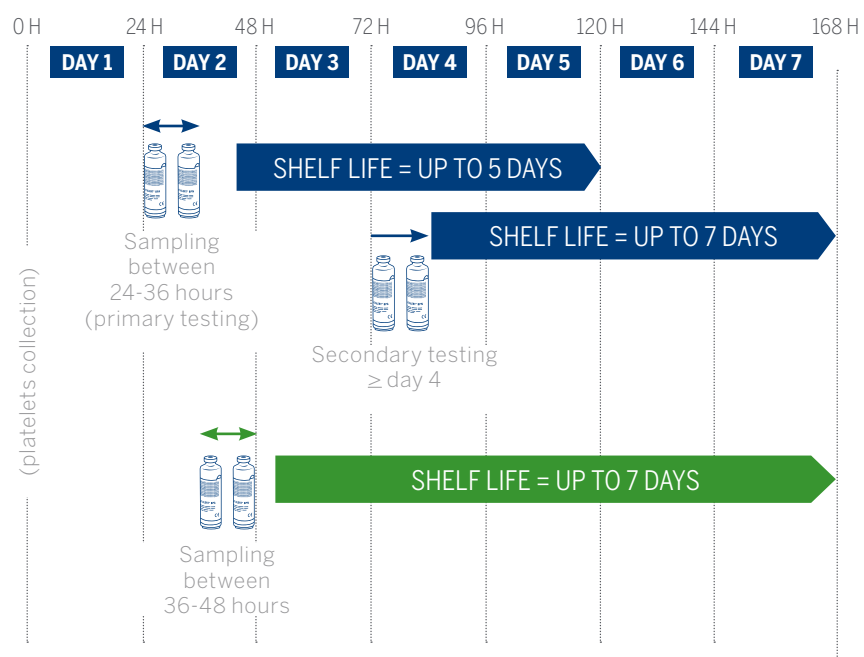 0 H 24 H 48 H 72 H 96 H 120 H 144 H 168 H
DAY 1 DAY 2 DAY 3 DAY 4 DAY 5 DAY 6 DAY 7
SHELF LIFE = UP TO 5 DAYS
Sampling
between
24-36 hours
(primary testing)
SHELF LIFE = UP TO 7 DAYS
Secondary testing
≥ day 4
(platelets collection)
SHELF LIFE = UP TO 7 DAYS
Sampling
between
36-48 hours